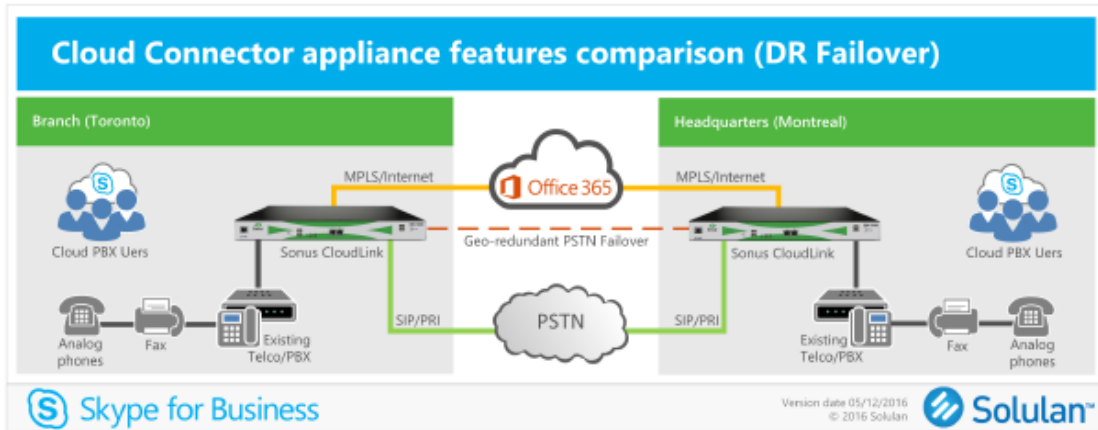 Cloud Connector appliance features comparison (DR Failover)
Branch (Toronto)
Headquarters (Montreal)
MPLS/Internet
Office 365
MPLS/Internet
Cloud PBX Uers
Sonus CloudLink
Geo-redundant PSTN Failover
Sonus CloudLink
Cloud PBX Uers
SIP/PRI
PSTN
SIP/PRI
Analog
phones
Fax
Existing
Telco/PBX
Existing
Telco/PBX
Fax
Analog
phones
Skype for Business
Version date 05/12/2016
© 2016 Solulan
Solulan™